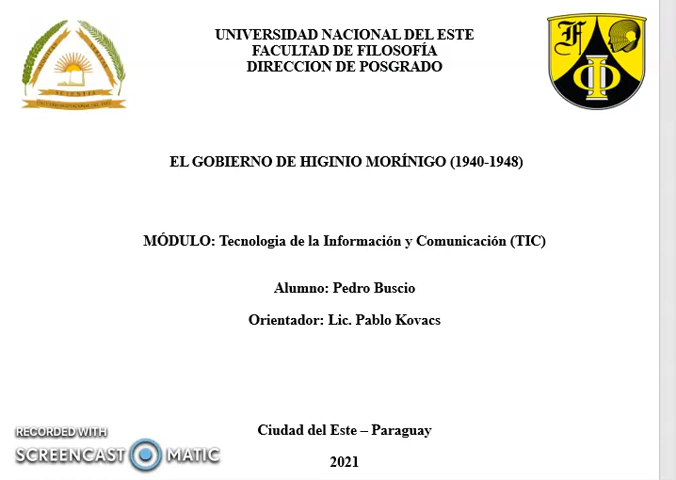 UNIVERSIDAD NACIONAL DEL ESTE
FACULTAD DE FILOSOFÍA
DIRECCION DE POSGRADO
EL GOBIERNO DE HIGINIO MORÍNIGO (1940-1948)
MÓDULO: Tecnologia de la Información y Comunicación (TIC)
Alumno: Pedro Buscio
Orientador: Lic. Pablo Kovacs
Ciudad del Este – Paraguay
2021
RECORDED WITH
SCREENCAST MATIC